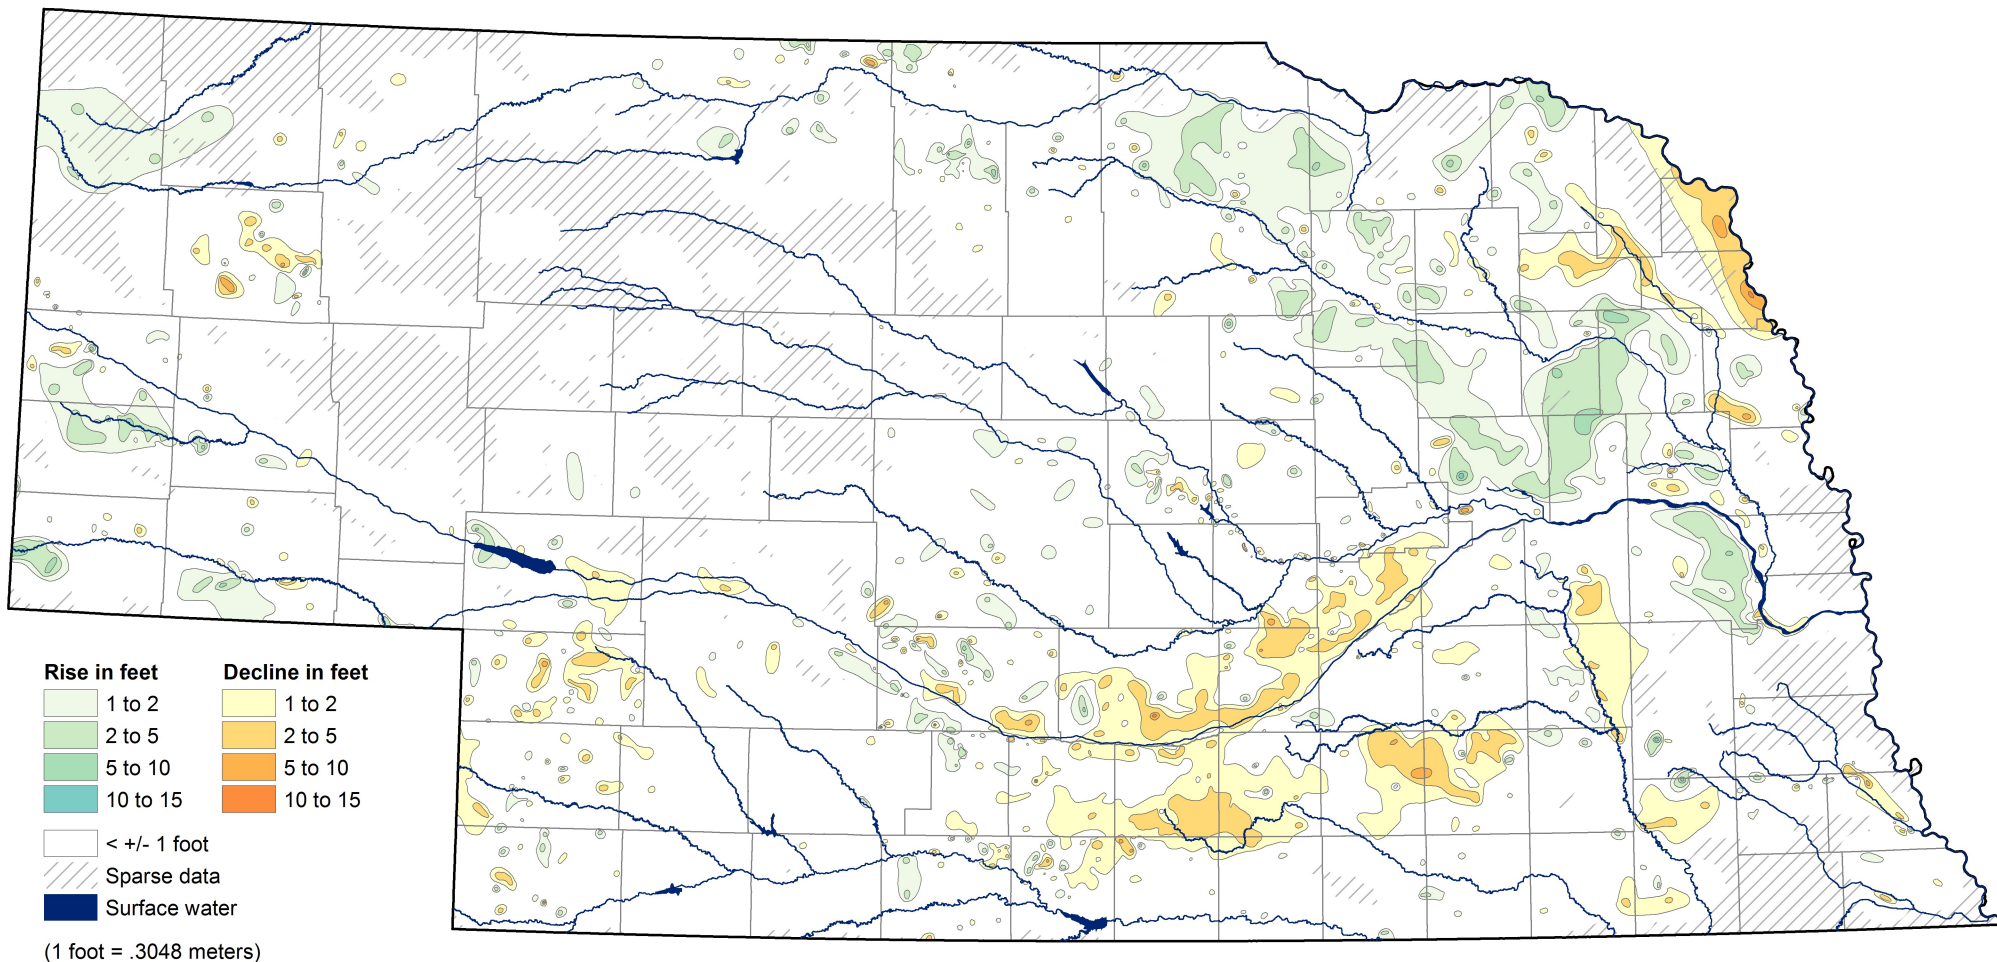 Rise in feet
1 to 2
2 to 5
5 to 10
10 to 15
Decline in feet
1 to 2
2 to 5
5 to 10
10 to 15
< +/- 1 foot
Sparse data
Surface water
(1 foot = .3048 meters)